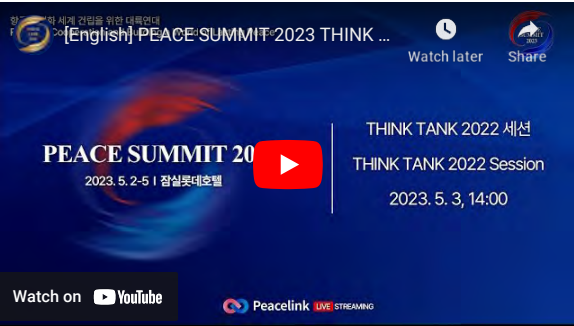 [English] PEACE SUMMIT 2023 THINK ...
Watch later
Share
SUMMIT
2023
PEACE SUMMIT 20
2023. 5. 2-5 I 잠실롯데호텔
THINK TANK 2022 세션
THINK TANK 2022 Session
2023. 5. 3, 14:00
Watch on YouTube
Peacelink LIVE STREAMING